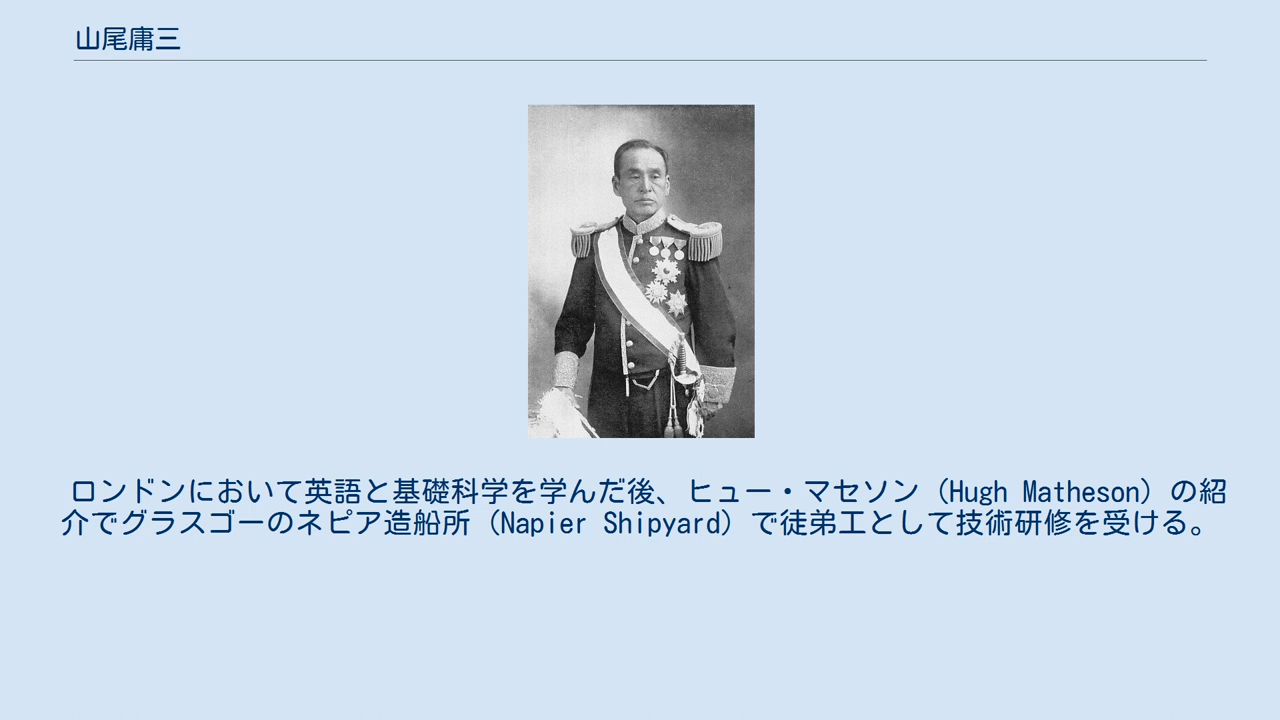 山尾庸三
ロンドンにおいて英語と基礎科学を学んだ後、ヒュー・マセソン（Hugh Matheson）の紹
介でグラスゴーのネピア造船所（Napier Shipyard）で徒弟工として技術研修を受ける。